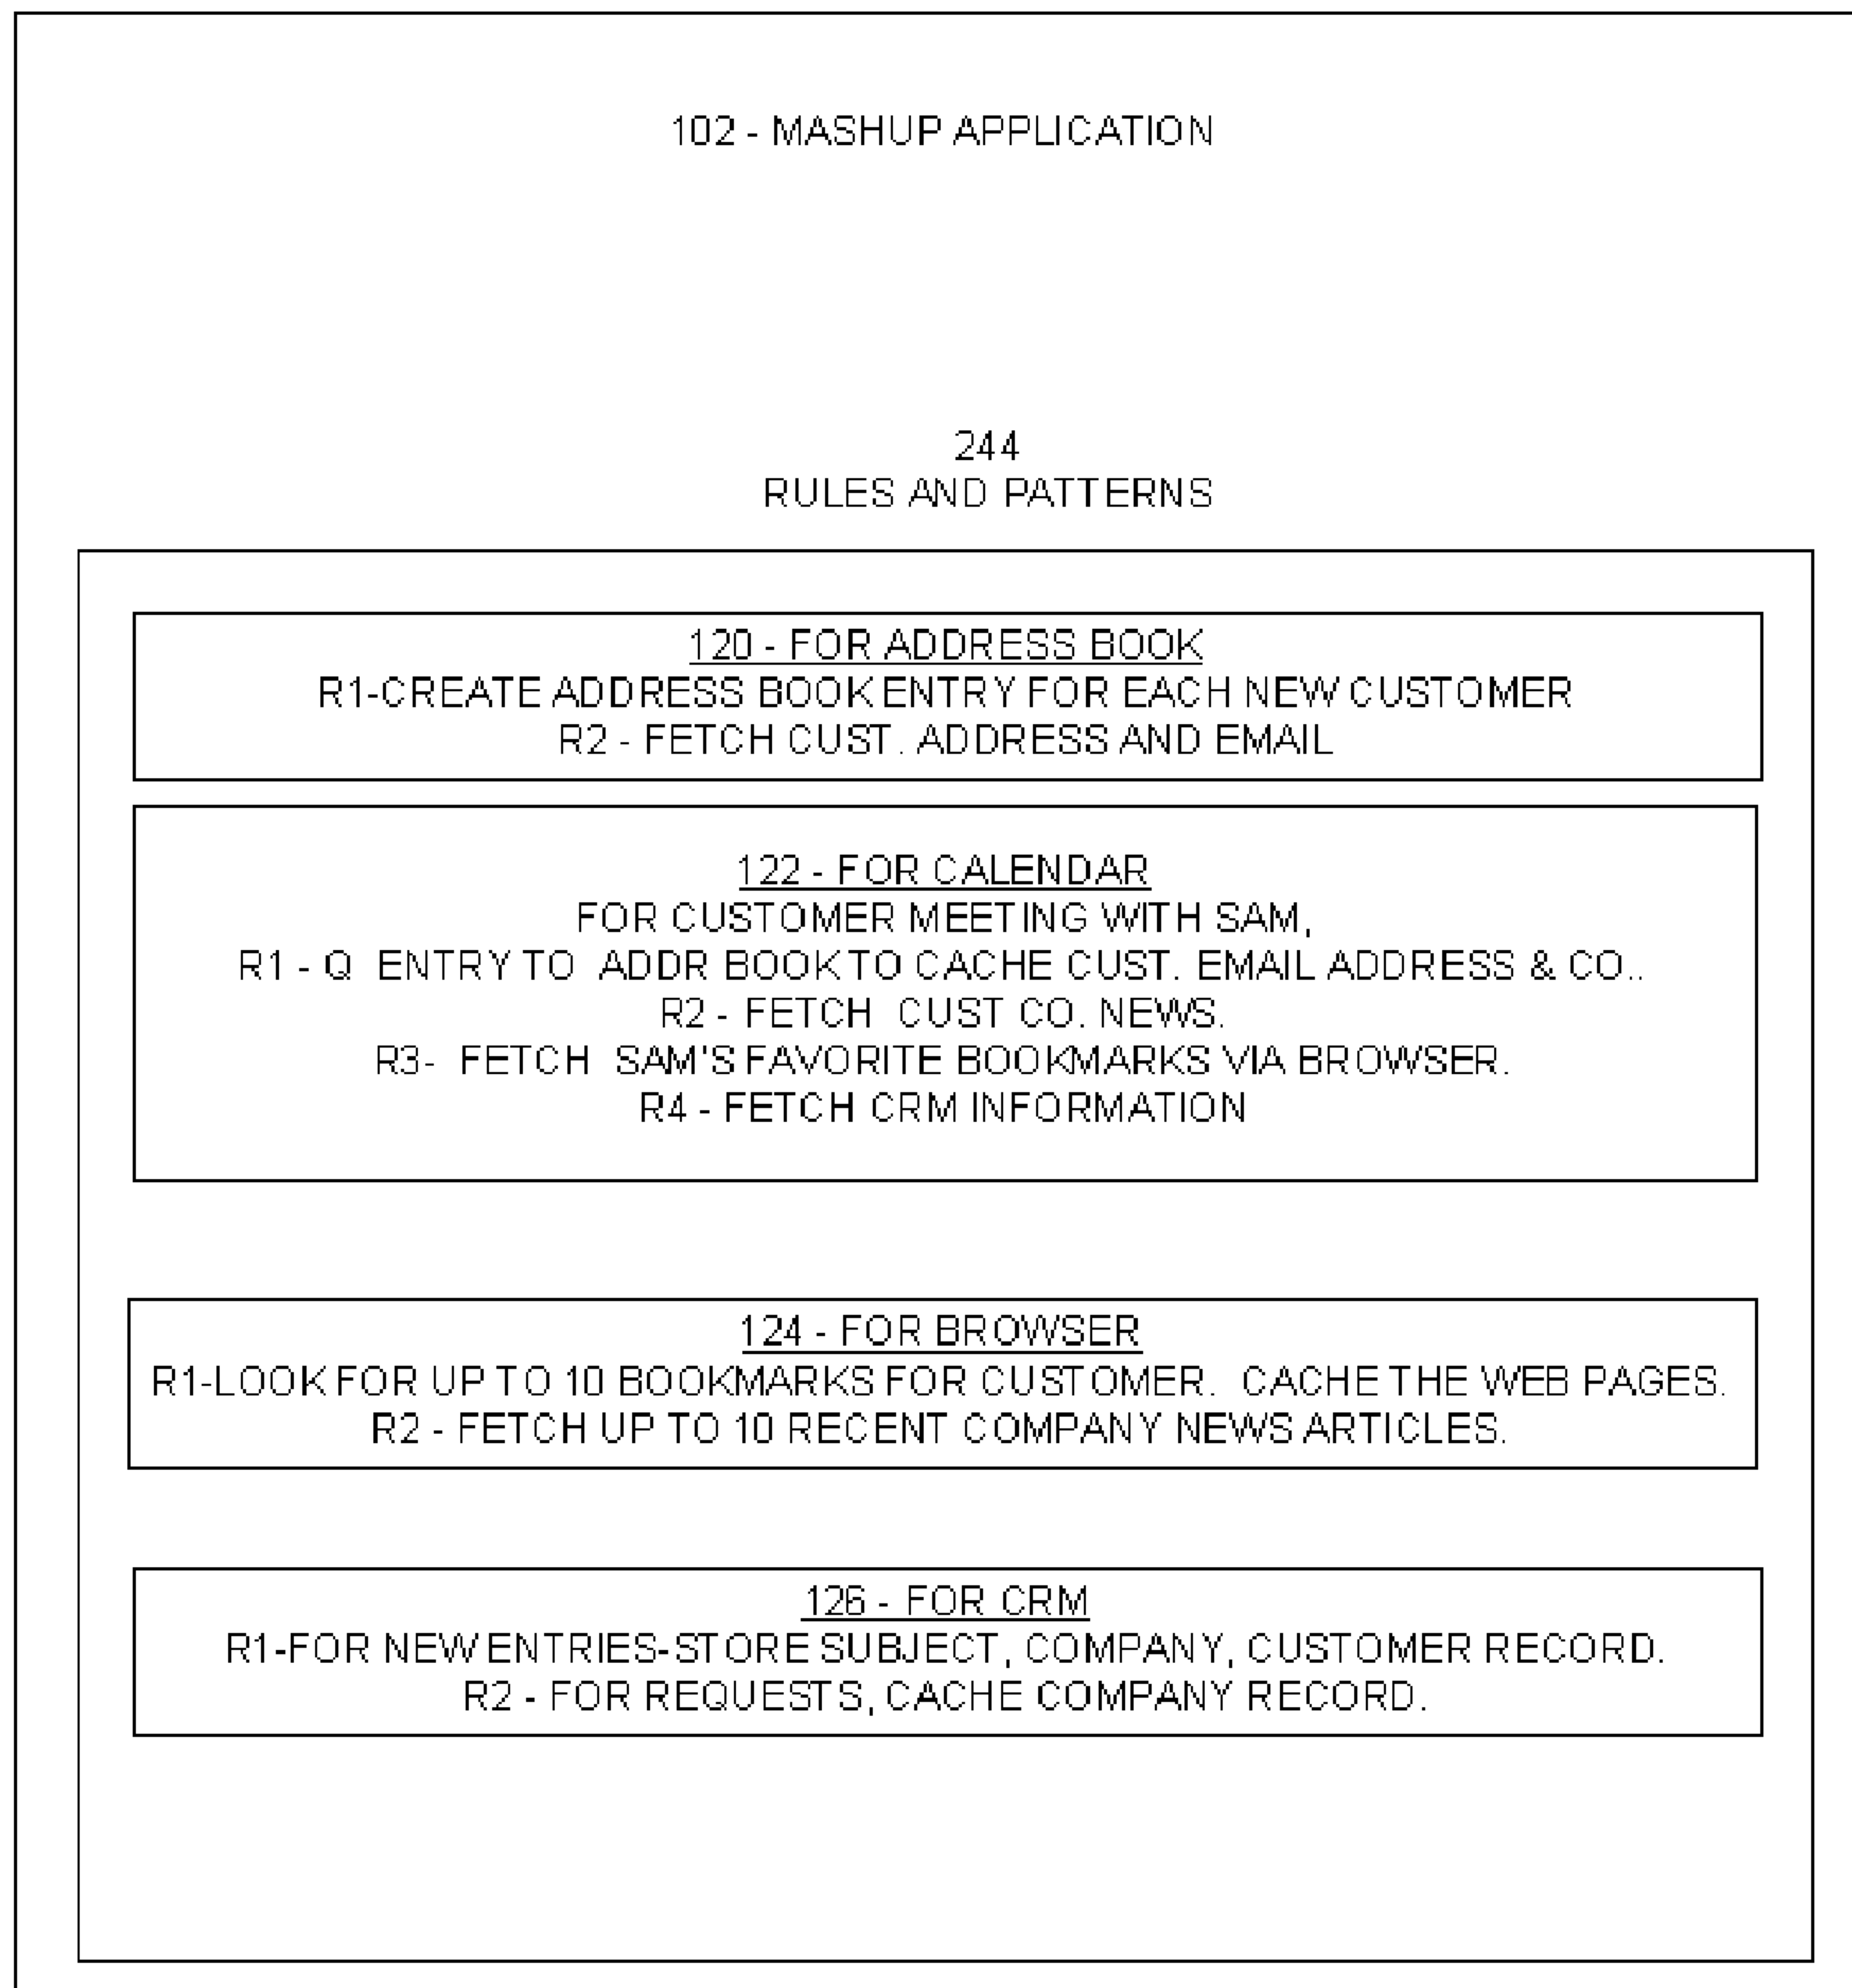 102 - MASHUP APPLICATION
244
RULES AND PATTERNS
120 - FOR ADDRESS BOOK
R1-CREATE ADDRESS BOOK ENTRY FOR EACH NEW CUSTOMER
R2 - FETCH CUST. ADDRESS AND EMAIL
122 - FOR CALENDAR
FOR CUSTOMER MEETING WITH SAM,
R1 - Q ENTRY TO ADDR BOOK TO CACHE CUST. EMAIL ADDRESS & CO..
R2 - FETCH CUST CO. NEWS.
R3- FETCH SAM'S FAVORITE BOOKMARKS VIA BROWSER.
R4 - FETCH CRM INFORMATION
124 - FOR BROWSER
R1-LOOK FOR UP TO 10 BOOKMARKS FOR CUSTOMER. CACHE THE WEB PAGES.
R2 - FETCH UP TO 10 RECENT COMPANY NEWS ARTICLES.
126 - FOR CRM
R1-FOR NEW ENTRIES-STORE SUBJECT, COMPANY, CUSTOMER RECORD.
R2 - FOR REQUESTS, CACHE COMPANY RECORD.